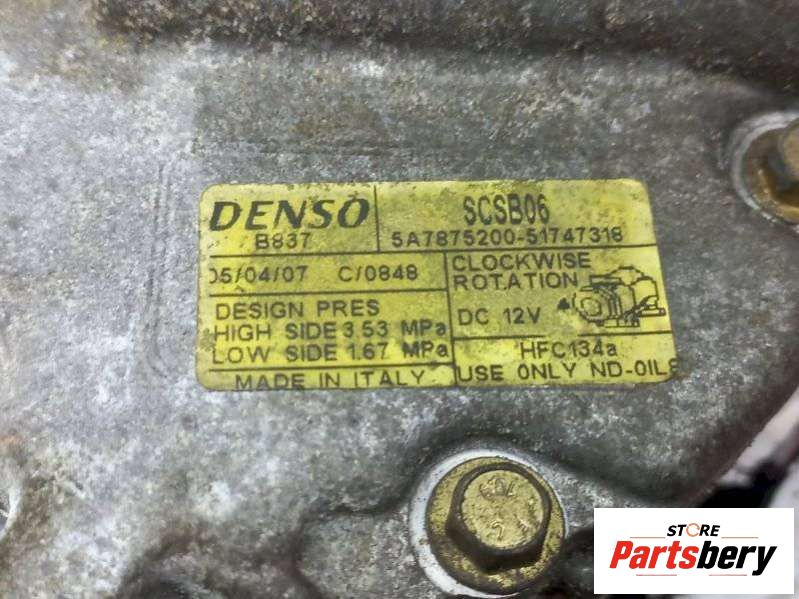 DENSO
SCSB06
B837
5A7875200-51747318
05/04/07 C/0848
CLOCKWISE
ROTATION
DESIGN PRES
HIGH SIDE 3.53 MPa
DC 12V
LOW SIDE 1.67 MPa
HFC134a
MADE IN ITALY
USE ONLY ND-OIL8
STORE
Partsbery